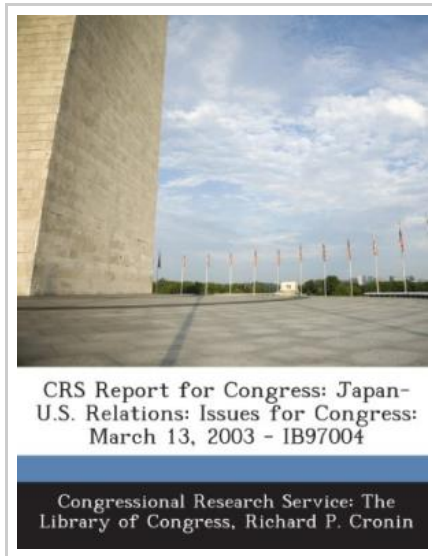 CRS Report for Congress: Japan-
U.S. Relations: Issues for Congress:
March 13, 2003 - IB97004
Congressional Research Service: The
Library of Congress, Richard P. Cronin